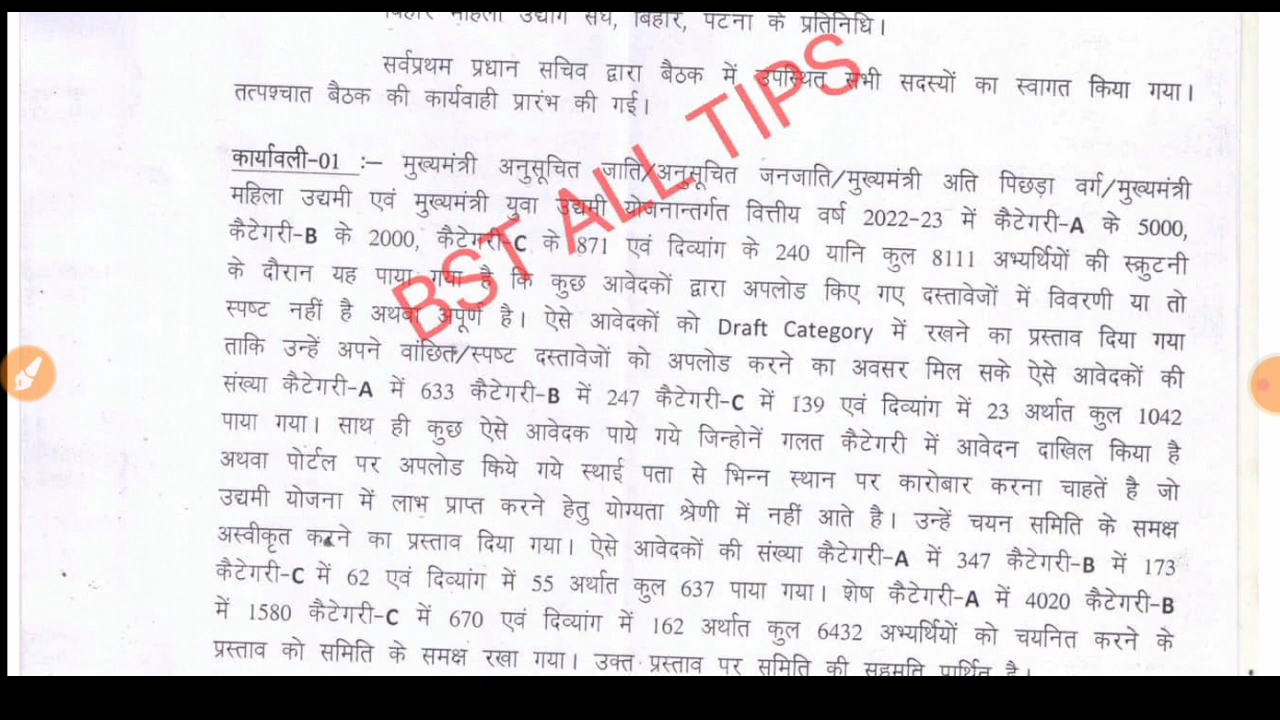 बिहार महिला उद्योग संघ, बिहार, पटना के प्रतिनिधि।
सर्वप्रथम प्रधान सचिव द्वारा बैठक में उपस्थित सभी सदस्यों का स्वागत किया गया।
तत्पश्चात बैठक की कार्यवाही प्रारंभ की गई।
कार्यावली-01 :– मुख्यमंत्री अनुसूचित जाति/अनुसूचित जनजाति/मुख्यमंत्री अति पिछड़ा वर्ग/मुख्यमंत्री
महिला उद्यमी एवं मुख्यमंत्री युवा उद्यमी योजनान्तर्गत वित्तीय वर्ष 2022-23 में कैटेगरी-A के 5000,
कैटेगरी-B के 2000, कैटेगरी-C के 871 एवं दिव्यांग के 240 यानि कुल 8111 अभ्यर्थियों की स्क्रुटनी
के दौरान यह पाया गया है कि कुछ आवेदकों द्वारा अपलोड किए गए दस्तावेजों में विवरणी या तो
स्पष्ट नहीं है अथवा अपूर्ण है। ऐसे आवेदकों को Draft Category में रखने का प्रस्ताव दिया गया
ताकि उन्हें अपने वांछित/स्पष्ट दस्तावेजों को अपलोड करने का अवसर मिल सके ऐसे आवेदकों की
संख्या कैटेगरी-A में 633 कैटेगरी-B में 247 कैटेगरी-C में 139 एवं दिव्यांग में 23 अर्थात कुल 1042
पाया गया। साथ ही कुछ ऐसे आवेदक पाये गये जिन्होनें गलत कैटेगरी में आवेदन दाखिल किया है
अथवा पोर्टल पर अपलोड किये गये स्थाई पता से भिन्न स्थान पर कारोबार करना चाहतें है जो
उद्यमी योजना में लाभ प्राप्त करने हेतु योग्यता श्रेणी में नहीं आते है। उन्हें चयन समिति के समक्ष
अस्वीकृत करने का प्रस्ताव दिया गया। ऐसे आवेदकों की संख्या कैटेगरी-A में 347 कैटेगरी-B में 173
कैटेगरी-C में 62 एवं दिव्यांग में 55 अर्थात कुल 637 पाया गया। शेष कैटेगरी-A में 4020 कैटेगरी-B
में 1580 कैटेगरी-C में 670 एवं दिव्यांग में 162 अर्थात कुल 6432 अभ्यर्थियों को चयनित करने के
प्रस्ताव को समिति के समक्ष रखा गया। उक्त प्रस्ताव पर समिति की सहमति प्रार्थित है।
BST ALL TIPS